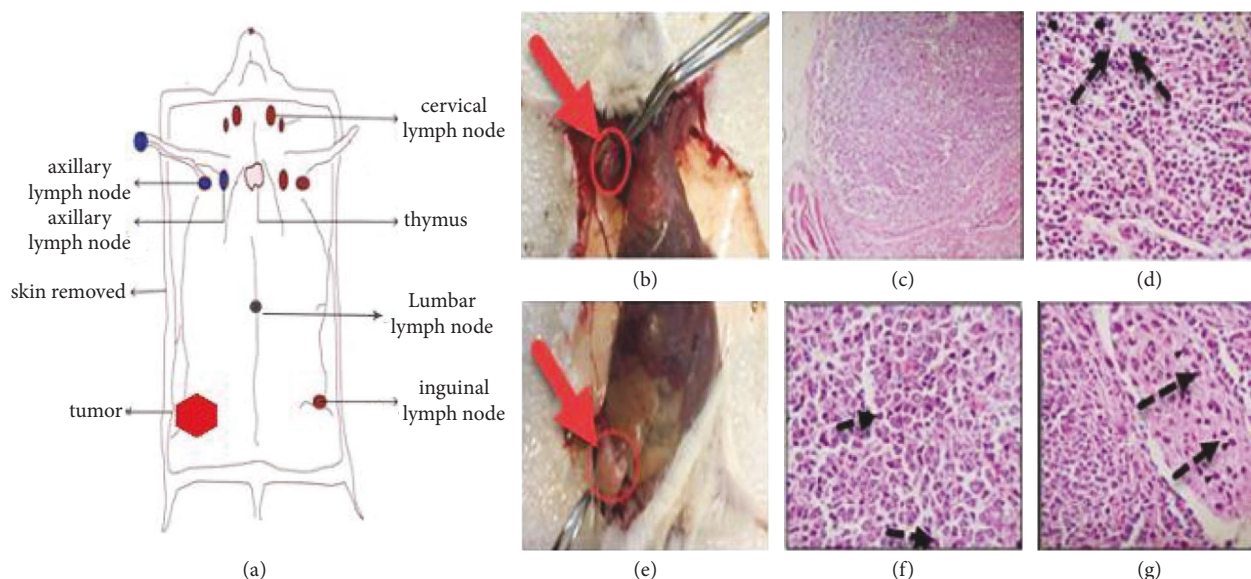 cervical
lymph node
axillary
lymph node
axillary
lymph node
thymus
skin removed
Lumbar
lymph node
tumor
inguinal
lymph node
(a)
(b)
(c)
(d)
(e)
(f)
(g)